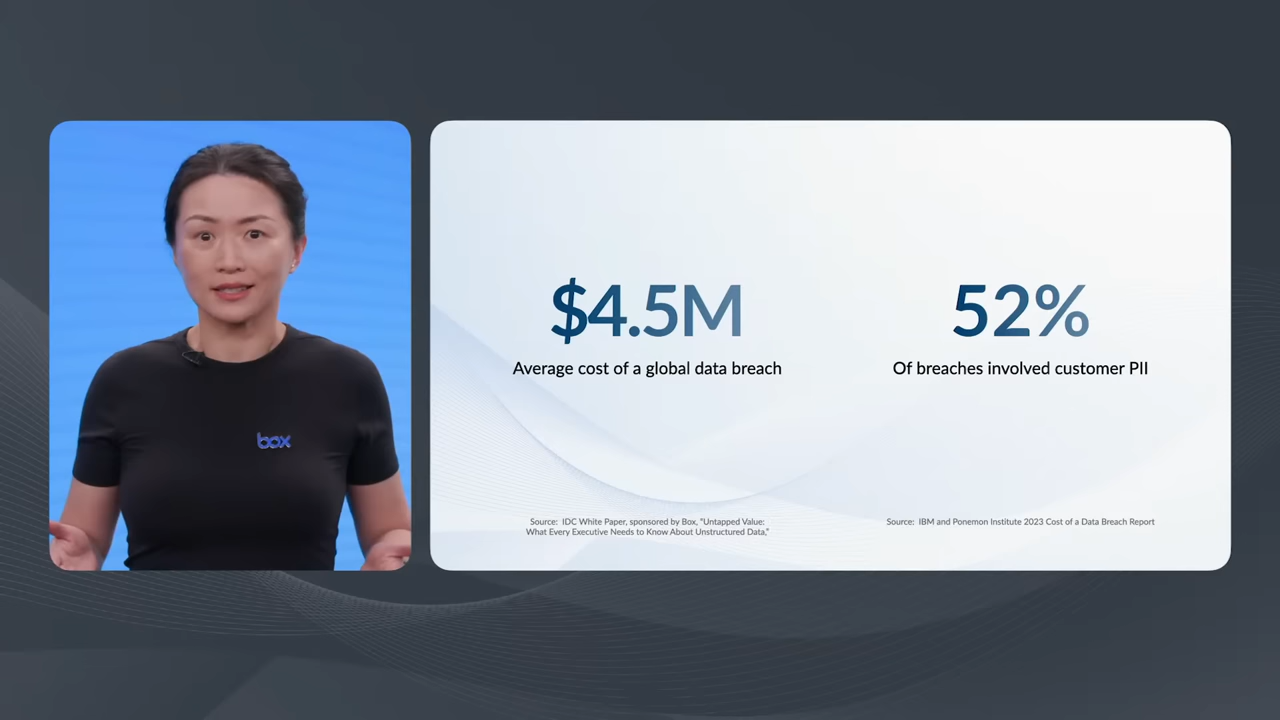 box
$4.5M
Average cost of a global data breach
52%
Of breaches involved customer PII
Source: IDC White Paper, sponsored by Box, "Untapped Value:
What Every Executive Needs to Know About Unstructured Data,"
Source: IBM and Ponemon Institute 2023 Cost of a Data Breach Report